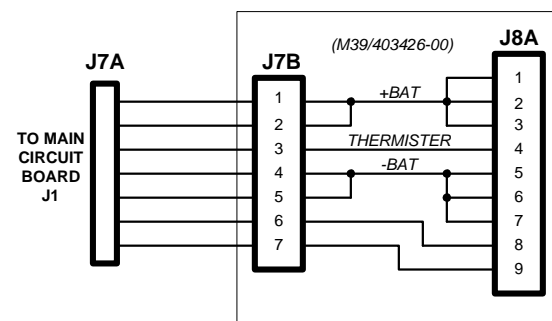 (M39/403426-00)
J8A
J7A
J7B
1
2
3
4
5
6
7
+BAT
THERMISTER
-BAT
1
2
3
4
5
6
7
8
9
TO MAIN
CIRCUIT
BOARD
J1